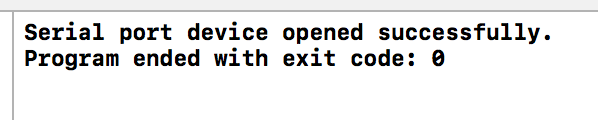 Serial port device opened successfully.
Program ended with exit code: 0